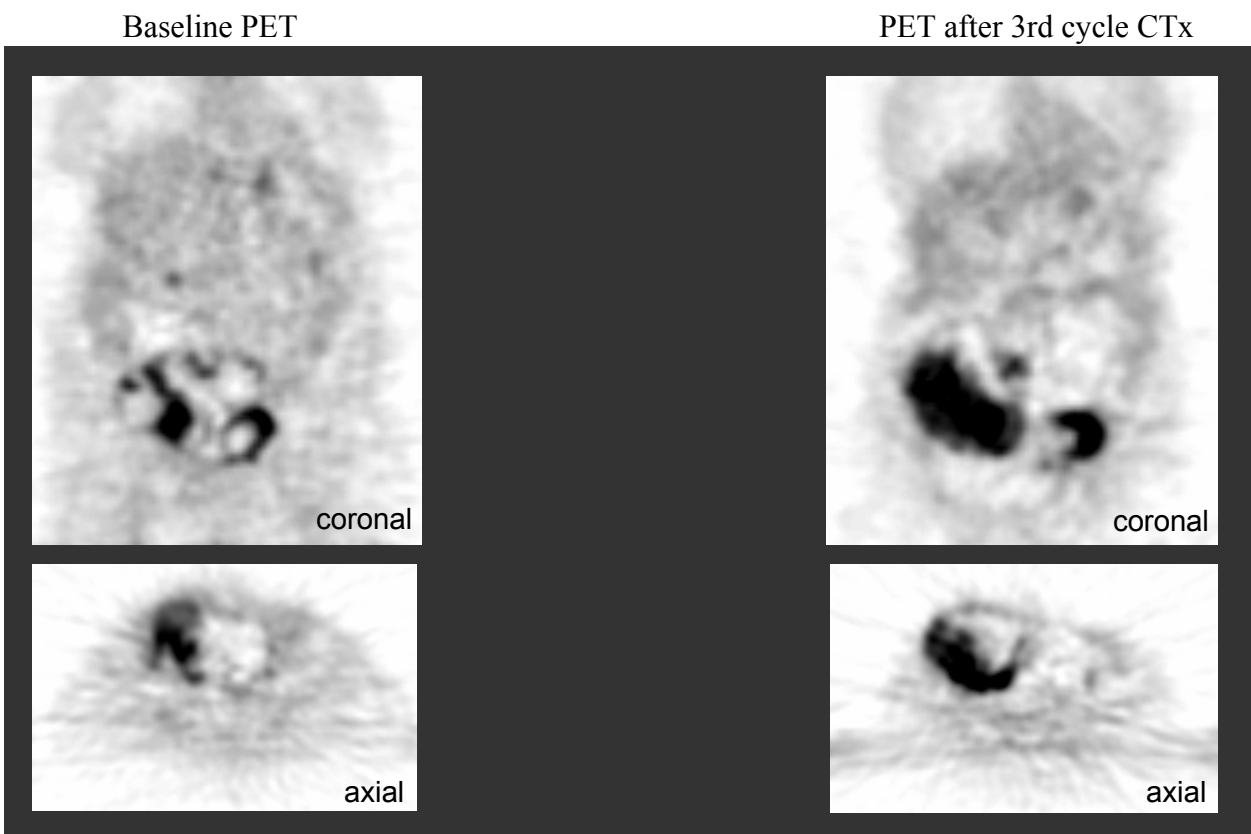 Baseline PET
PET after 3rd cycle CTx
coronal
coronal
axial
axial